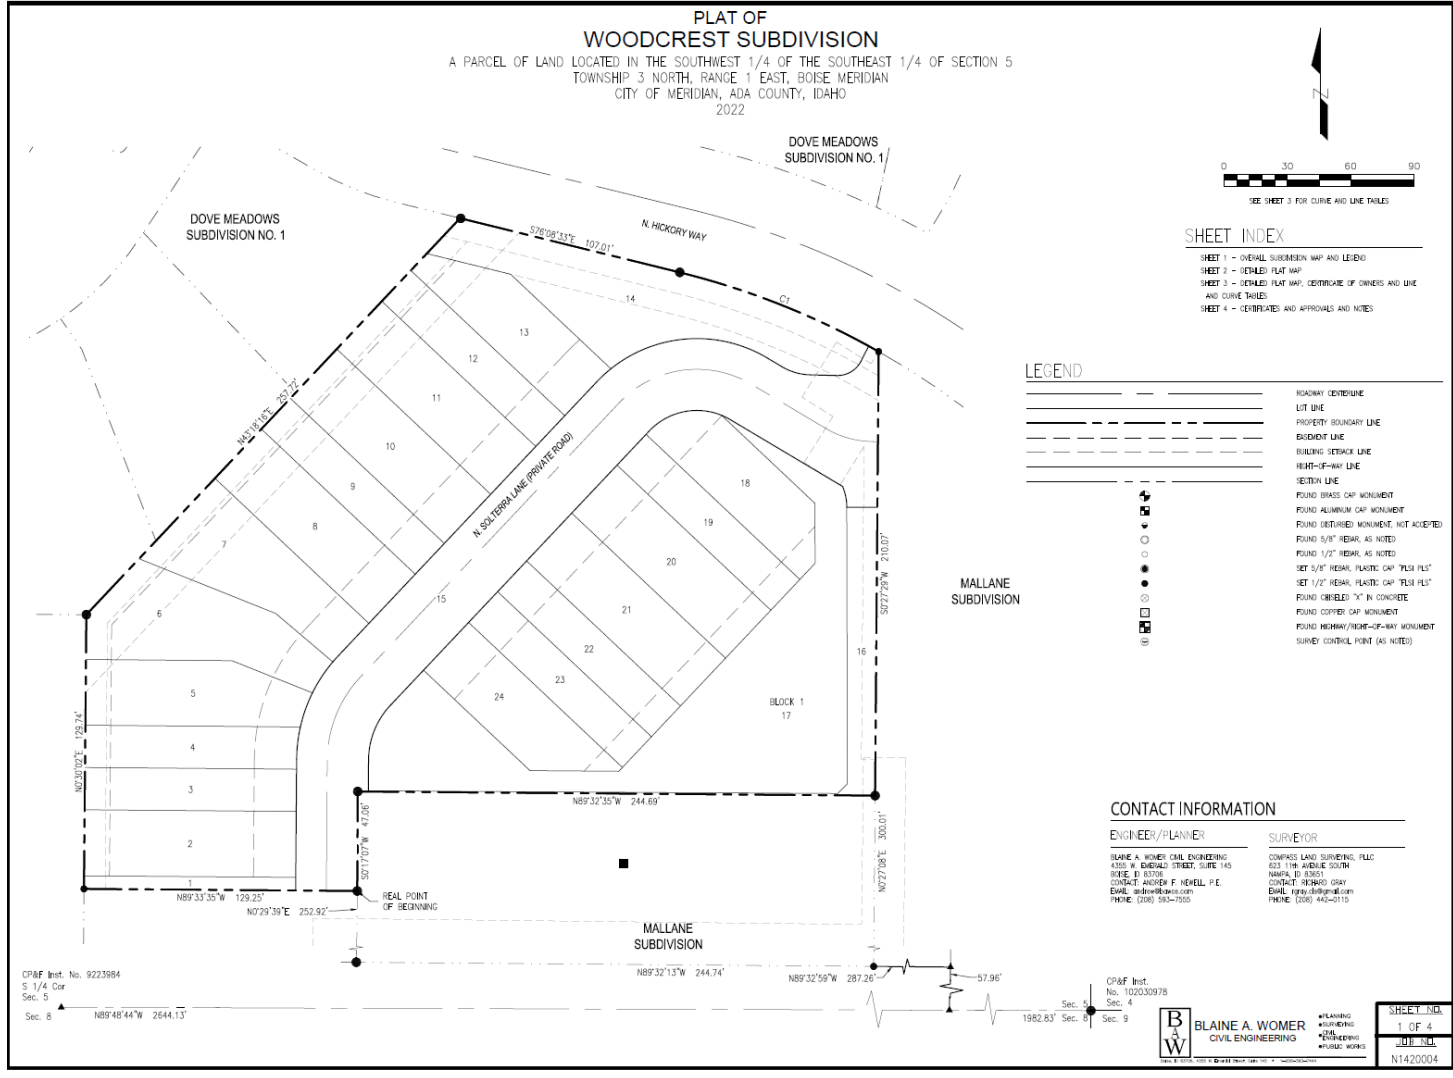 PLAT OF
WOODCREST SUBDIVISION
A PARCEL OF LAND LOCATED IN THE SOUTHWEST 1/4 OF THE SOUTHEAST 1/4 OF SECTION 5
TOWNSHIP 3 NORTH, RANGE 1 EAST, BOISE MERIDIAN
CITY OF MERIDIAN, ADA COUNTY, IDAHO
2022
N
0 30 60 90
SEE SHEET 3 FOR CURVE AND LINE TABLES
SHEET INDEX
SHEET 1 - OVERALL SUBDIVISION MAP AND LEGEND
SHEET 2 - DETAILED PLAT MAP
SHEET 3 - DETAILED PLAT MAP, CERTIFICATE OF OWNERS AND LINE
AND CURVE TABLES
SHEET 4 - CERTIFICATES AND APPROVALS AND NOTES
LEGEND
ROADWAY CENTERLINE
LOT LINE
PROPERTY BOUNDARY LINE
EASEMENT LINE
BUILDING SETBACK LINE
RIGHT-OF-WAY LINE
SECTION LINE
FOUND BRASS CAP MONUMENT
FOUND ALUMINUM CAP MONUMENT
FOUND DISTURBED MONUMENT, NOT ACCEPTED
FOUND 5/8" REBAR, AS NOTED
FOUND 1/2" REBAR, AS NOTED
SET 5/8" REBAR, PLASTIC CAP "FLSI PLS"
SET 1/2" REBAR, PLASTIC CAP "FLSI PLS"
FOUND CHISELED "X" IN CONCRETE
FOUND COPPER CAP MONUMENT
FOUND HIGHWAY/RIGHT-OF-WAY MONUMENT
SURVEY CONTROL POINT (AS NOTED)
DOVE MEADOWS
SUBDIVISION NO. 1
DOVE MEADOWS
SUBDIVISION NO. 1
N. HICKORY WAY
S76°08'33"E 107.01'
C1
14
13
12
11
10
9
8
7
6
5
4
3
2
1
N43°18'16"E 257.72'
N. SOLTERRA LANE (PRIVATE ROAD)
15
18
19
20
21
22
23
24
16
BLOCK 1
17
S0°27'29"W 210.07'
MALLANE
SUBDIVISION
N0°30'02"E 129.74'
N89°32'35"W 244.69'
S0°17'07"W 47.06'
N0°27'08"E 300.01'
N89°33'35"W 129.25'
REAL POINT
OF BEGINNING
N0°29'39"E 252.92'
MALLANE
SUBDIVISION
N89°32'13"W 244.74'
N89°32'59"W 287.26'
57.96'
CP&F Inst. No. 9223984
S 1/4 Cor
Sec. 5
Sec. 8
N89°48'44"W 2644.13'
CP&F Inst.
No. 102030978
Sec. 5 Sec. 4
1982.83' Sec. 8 Sec. 9
CONTACT INFORMATION
ENGINEER/PLANNER
BLAINE A. WOMER CIVIL ENGINEERING
4355 W. EMERALD STREET, SUITE 145
BOISE, ID 83706
CONTACT: ANDREW F. NEWELL, P.E.
EMAIL: andrew@bawce.com
PHONE: (208) 593-7555
SURVEYOR
COMPASS LAND SURVEYING, PLLC
623 11th AVENUE SOUTH
NAMPA, ID 83651
CONTACT: RICHARD GRAY
EMAIL: rgray.cls@gmail.com
PHONE: (208) 442-0115
BAW
BLAINE A. WOMER
CIVIL ENGINEERING
PLANNING
SURVEYING
CIVIL ENGINEERING
PUBLIC WORKS
SHEET NO.
1 OF 4
JOB NO.
N1420004